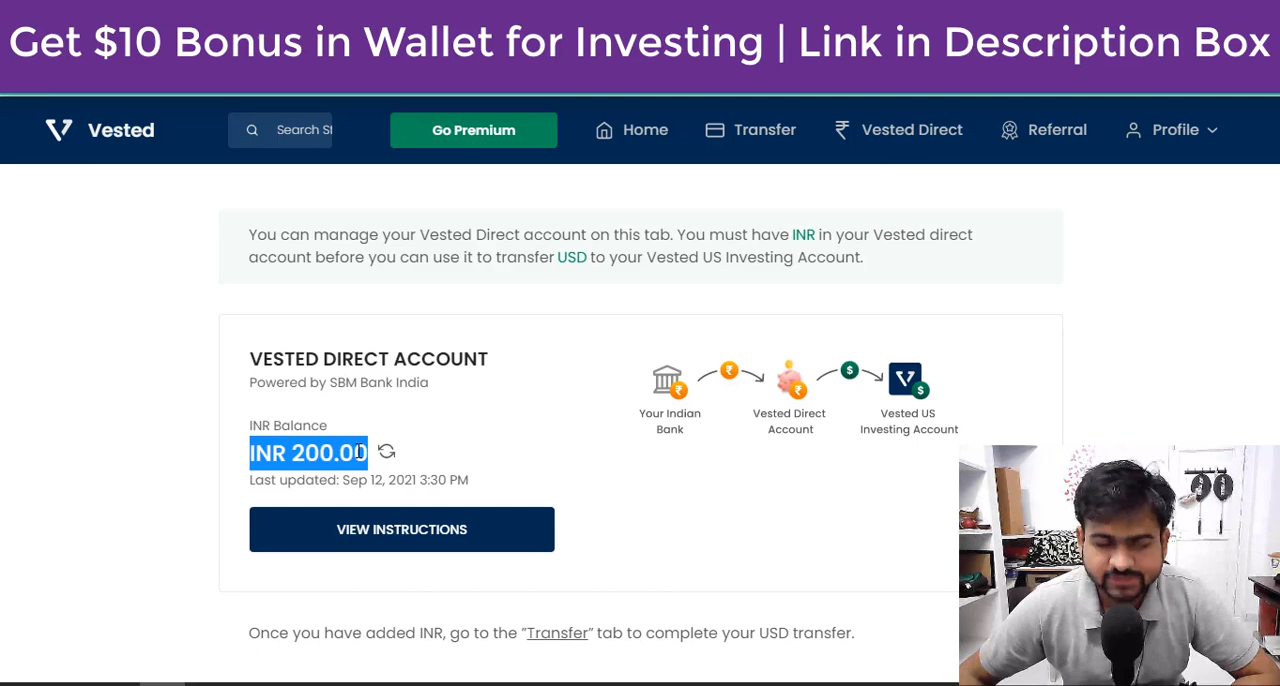 Get $10 Bonus in Wallet for Investing | Link in Description Box
Vested
Search
Go Premium
Home
Transfer
Vested Direct
Referral
Profile
You can manage your Vested Direct account on this tab. You must have INR in your Vested direct
account before you can use it to transfer USD to your Vested US Investing Account.
VESTED DIRECT ACCOUNT
Powered by SBM Bank India
INR Balance
INR 200.00
Last updated: Sep 12, 2021 3:30 PM
VIEW INSTRUCTIONS
Your Indian
Bank
Vested Direct
Account
Vested US
Investing Account
Once you have added INR, go to the “Transfer” tab to complete your USD transfer.